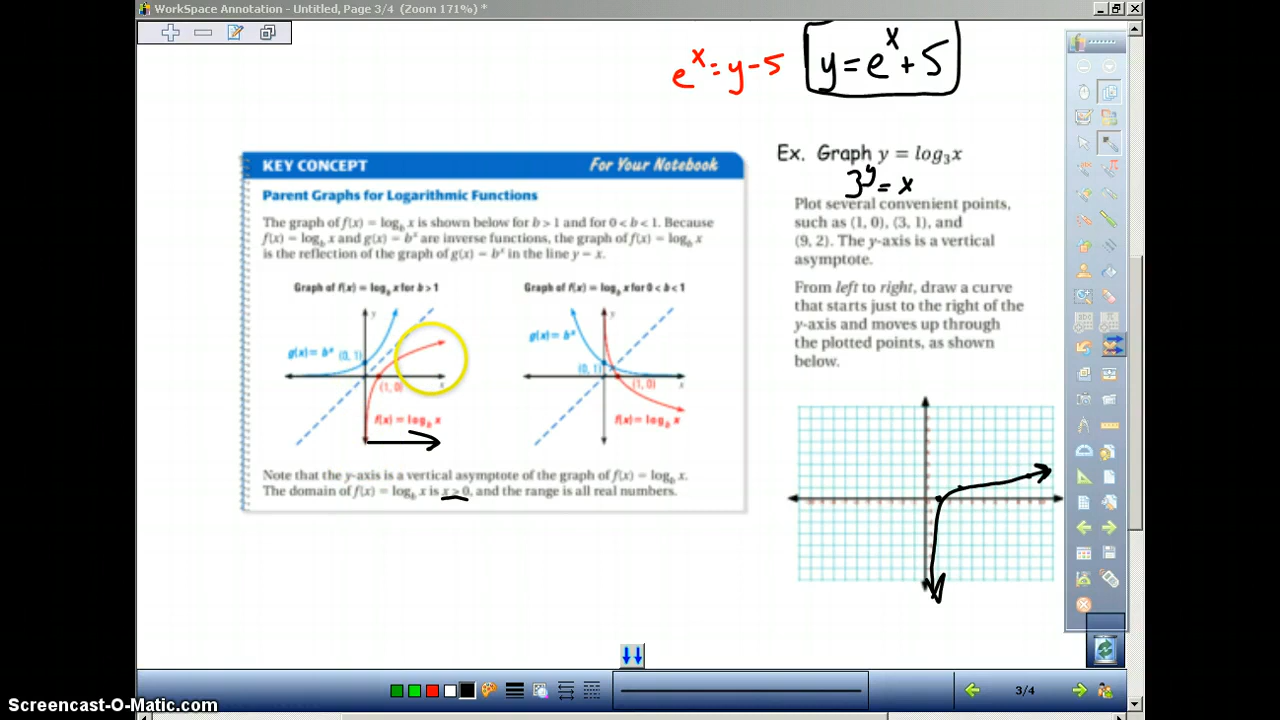 WorkSpace Annotation - Untitled, Page 3/4 (Zoom 171%) *
e^x = y-5
y = e^x + 5
KEY CONCEPT For Your Notebook
Parent Graphs for Logarithmic Functions
The graph of f(x) = log_b x is shown below for b > 1 and for 0 < b < 1. Because
f(x) = log_b x and g(x) = b^x are inverse functions, the graph of f(x) = log_b x
is the reflection of the graph of g(x) = b^x in the line y = x.
Graph of f(x) = log_b x for b > 1
Graph of f(x) = log_b x for 0 < b < 1
y
g(x) = b^x
(0, 1)
(1, 0)
x
f(x) = log_b x
y
g(x) = b^x
(0, 1)
(1, 0)
x
f(x) = log_b x
Note that the y-axis is a vertical asymptote of the graph of f(x) = log_b x.
The domain of f(x) = log_b x is x > 0, and the range is all real numbers.
Ex. Graph y = log_3 x
3^y = x
Plot several convenient points,
such as (1, 0), (3, 1), and
(9, 2). The y-axis is a vertical
asymptote.
From left to right, draw a curve
that starts just to the right of the
y-axis and moves up through
the plotted points, as shown
below.
3/4
Screencast-O-Matic.com